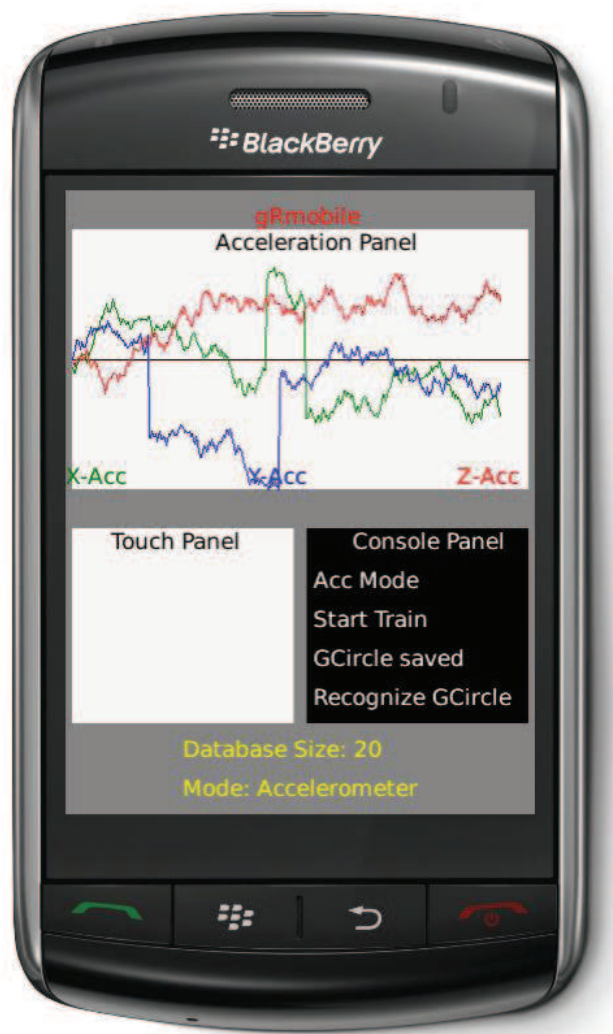 BlackBerry
gRmobile
Acceleration Panel
X-Acc Y-Acc Z-Acc
Touch Panel
Console Panel
Acc Mode
Start Train
GCircle saved
Recognize GCircle
Database Size: 20
Mode: Accelerometer